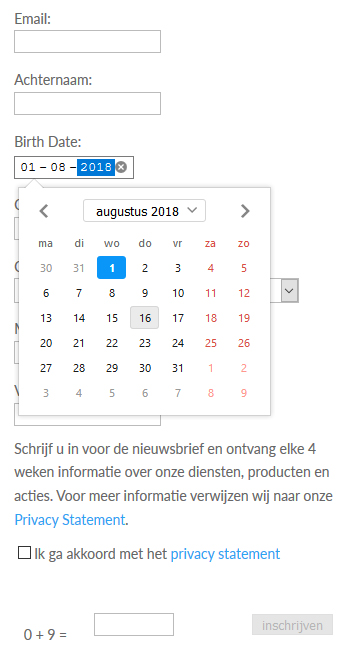 Email:
Achternaam:
Birth Date:
01 – 08 – 2018
augustus 2018
ma di wo do vr za zo
30 31 1 2 3 4 5
6 7 8 9 10 11 12
13 14 15 16 17 18 19
20 21 22 23 24 25 26
27 28 29 30 31 1 2
3 4 5 6 7 8 9
Schrijf u in voor de nieuwsbrief en ontvang elke 4
weken informatie over onze diensten, producten en
acties. Voor meer informatie verwijzen wij naar onze
Privacy Statement.
Ik ga akkoord met het privacy statement
0 + 9 =
inschrijven